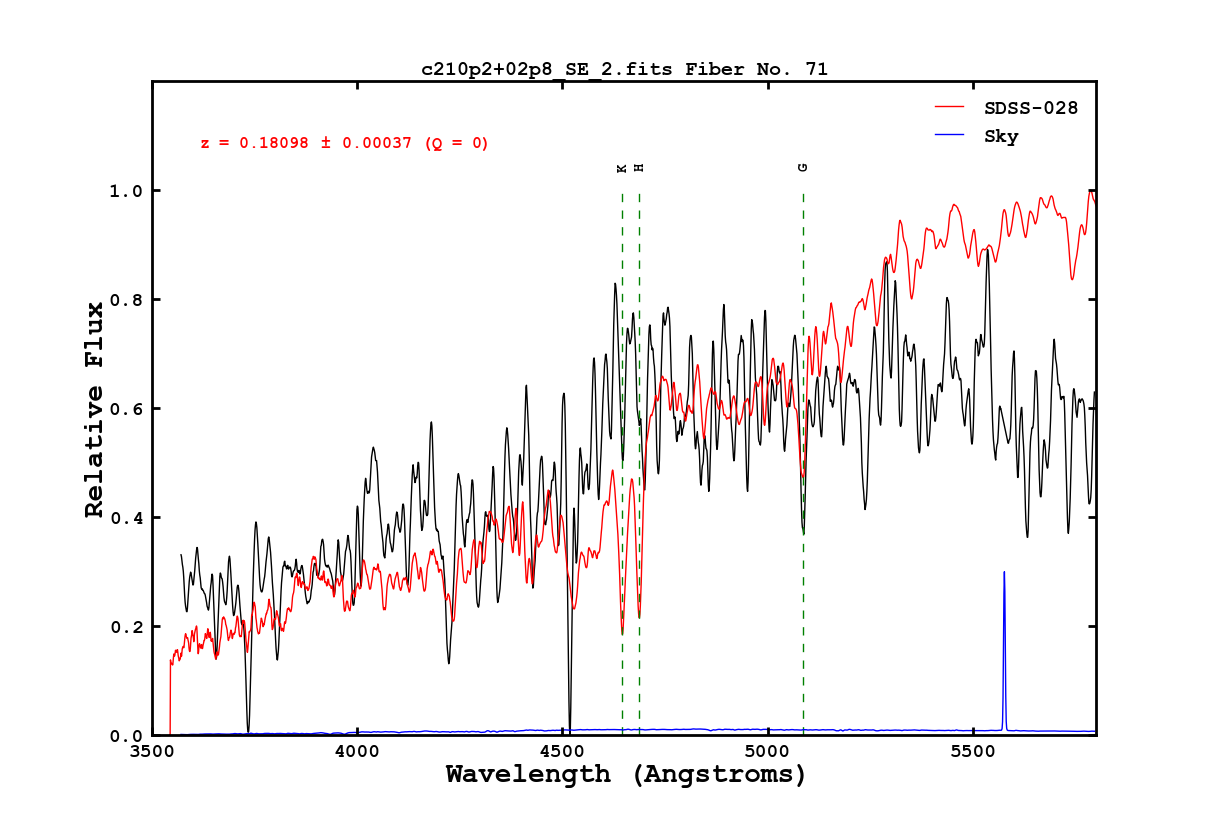 c210p2+02p8_SE_2.fits Fiber No. 71
SDSS-028
Sky
z = 0.18098 ± 0.00037 (Q = 0)
K H G
1.0
0.8
0.6
0.4
0.2
0.0
Relative Flux
3500 4000 4500 5000 5500
Wavelength (Angstroms)